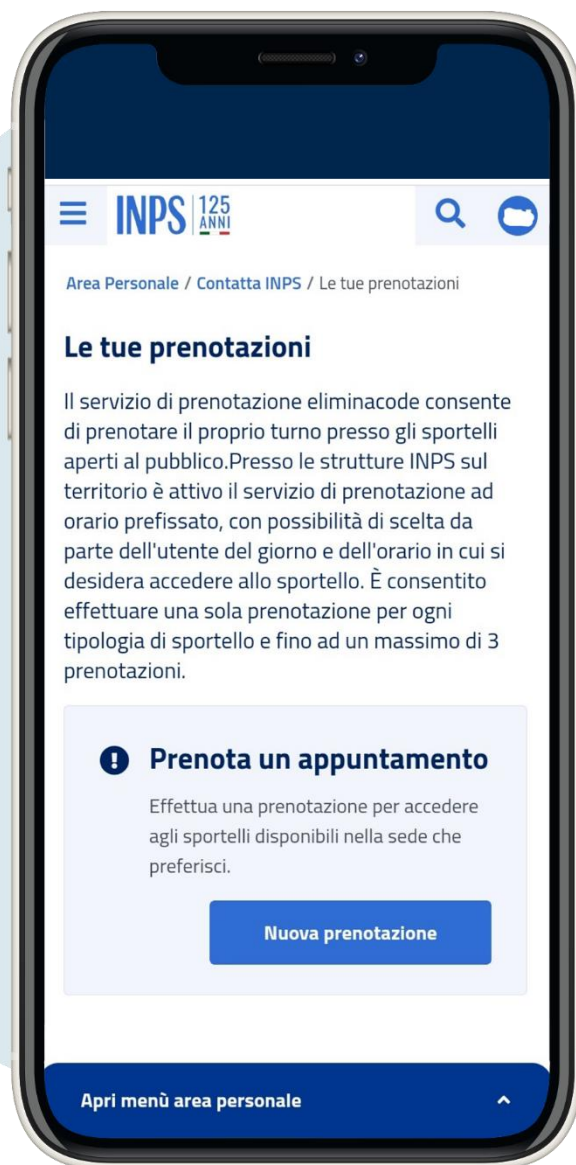 INPS 125 ANNI
Area Personale / Contatta INPS / Le tue prenotazioni
Le tue prenotazioni
Il servizio di prenotazione eliminacode consente
di prenotare il proprio turno presso gli sportelli
aperti al pubblico.Presso le strutture INPS sul
territorio è attivo il servizio di prenotazione ad
orario prefissato, con possibilità di scelta da
parte dell'utente del giorno e dell'orario in cui si
desidera accedere allo sportello. È consentito
effettuare una sola prenotazione per ogni
tipologia di sportello e fino ad un massimo di 3
prenotazioni.
Prenota un appuntamento
Effettua una prenotazione per accedere
agli sportelli disponibili nella sede che
preferisci.
Nuova prenotazione
Apri menù area personale